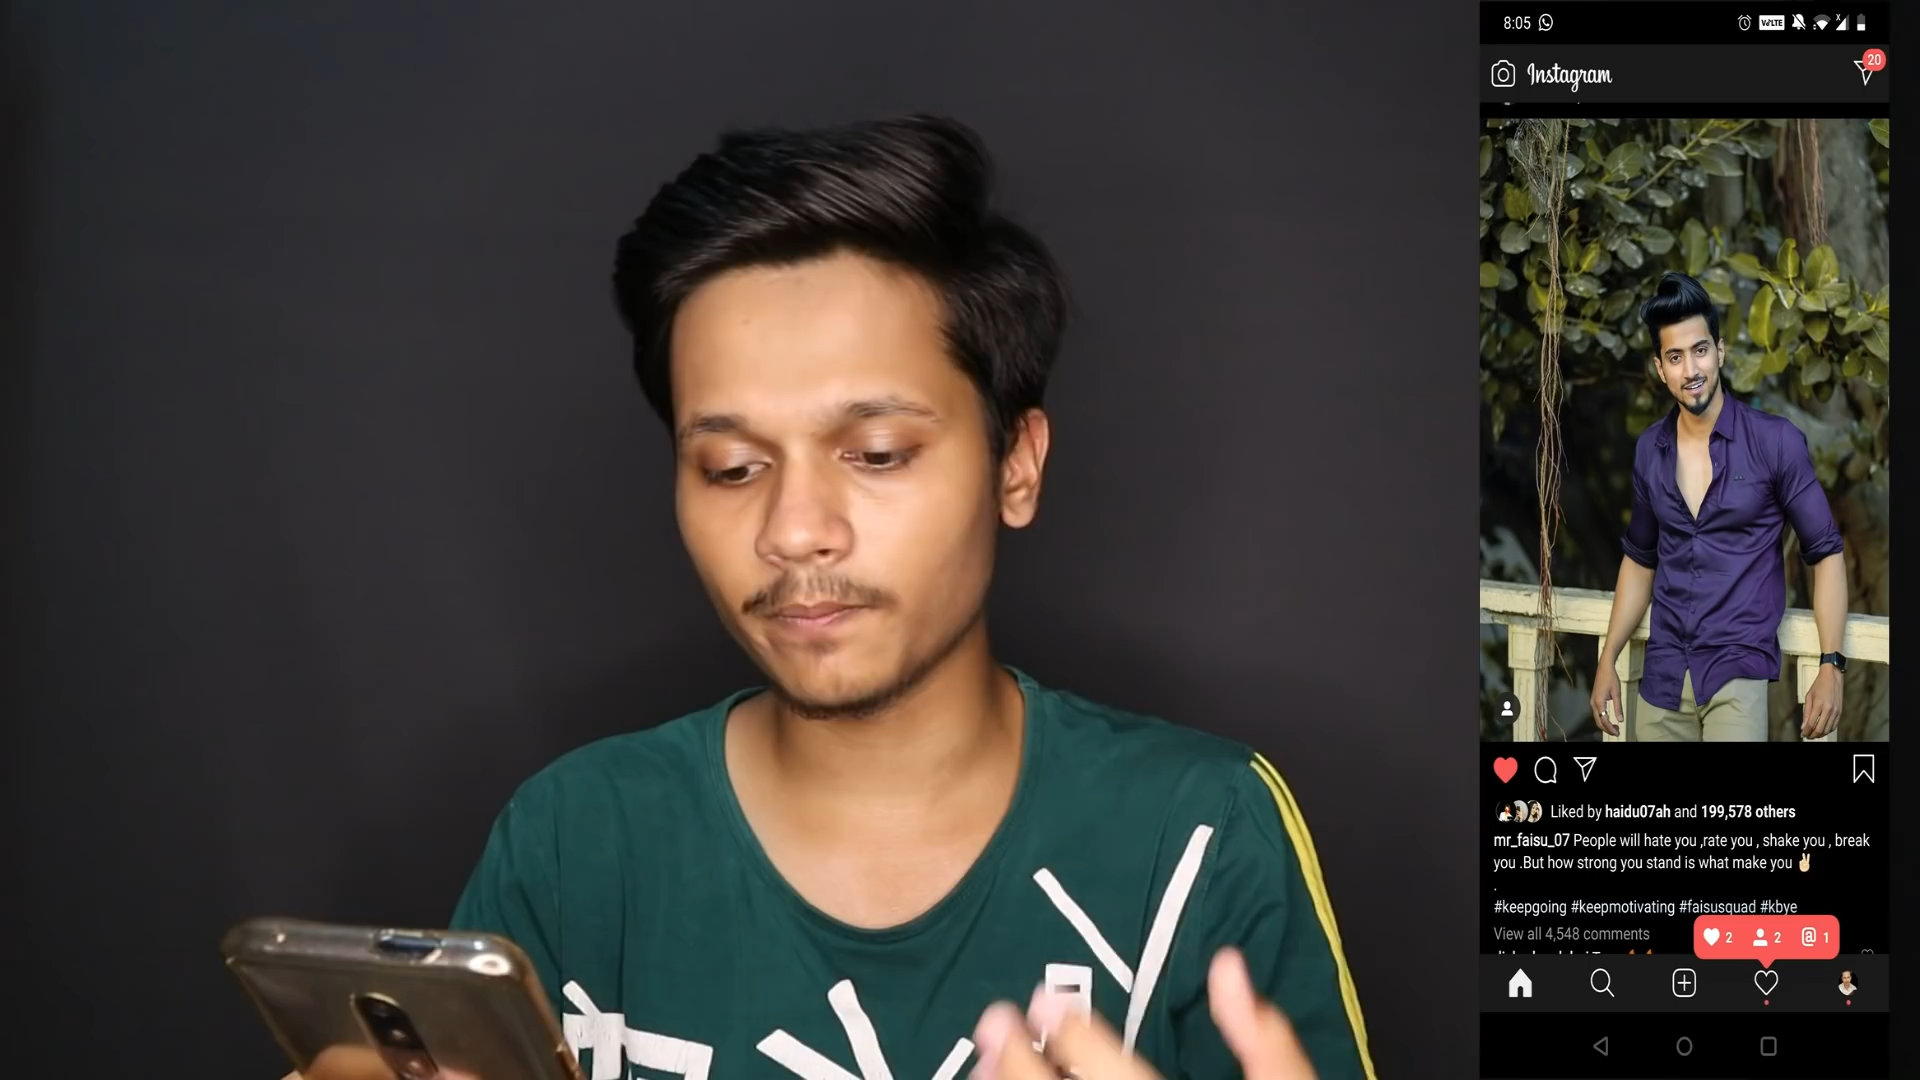 8:05
VoLTE
x
Instagram
20
Liked by haidu07ah and 199,578 others
mr_faisu_07 People will hate you ,rate you , shake you , break
you .But how strong you stand is what make you ✌🏻
.
#keepgoing #keepmotivating #faisusquad #kbye
View all 4,548 comments
2 2 @ 1